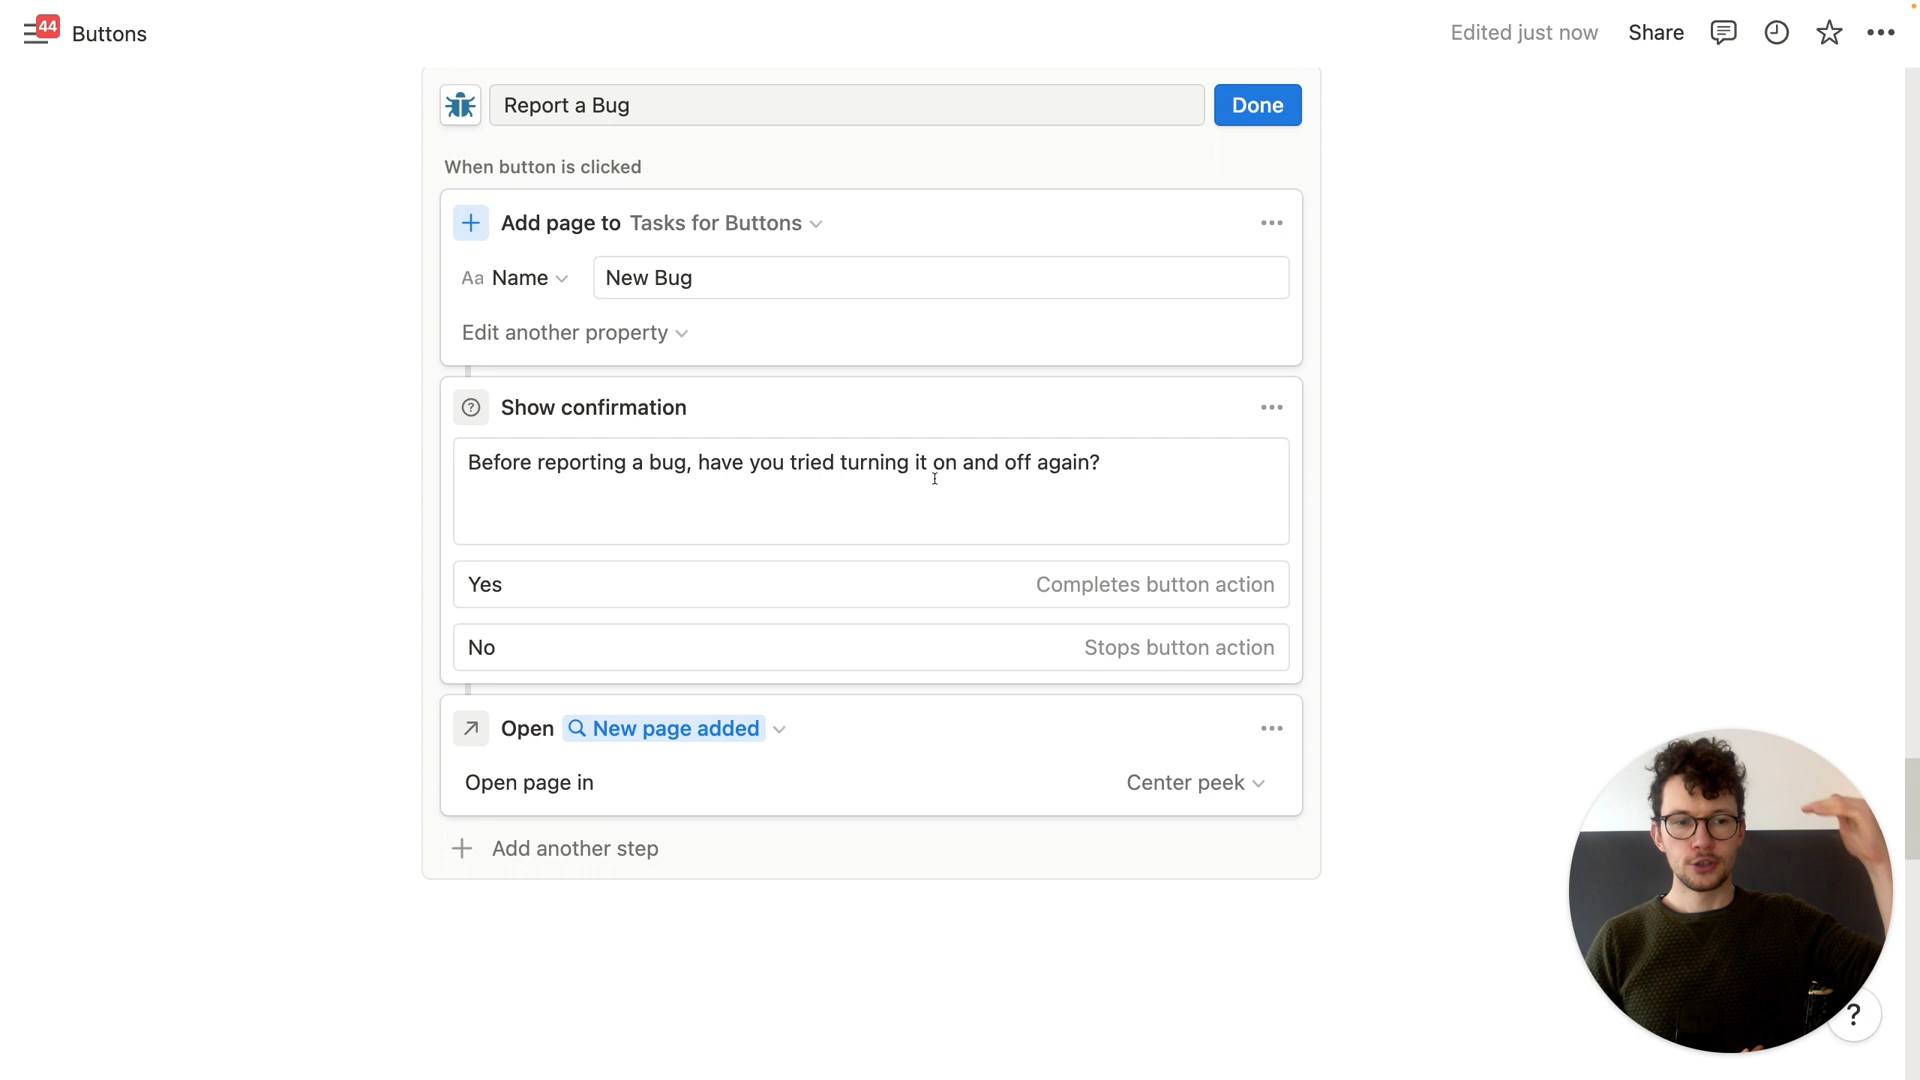 44
Buttons
Edited just now
Share
Report a Bug
Done
When button is clicked
Add page to Tasks for Buttons
Aa Name
New Bug
Edit another property
Show confirmation
Before reporting a bug, have you tried turning it on and off again?
Yes
Completes button action
No
Stops button action
Open New page added
Open page in
Center peek
Add another step
?